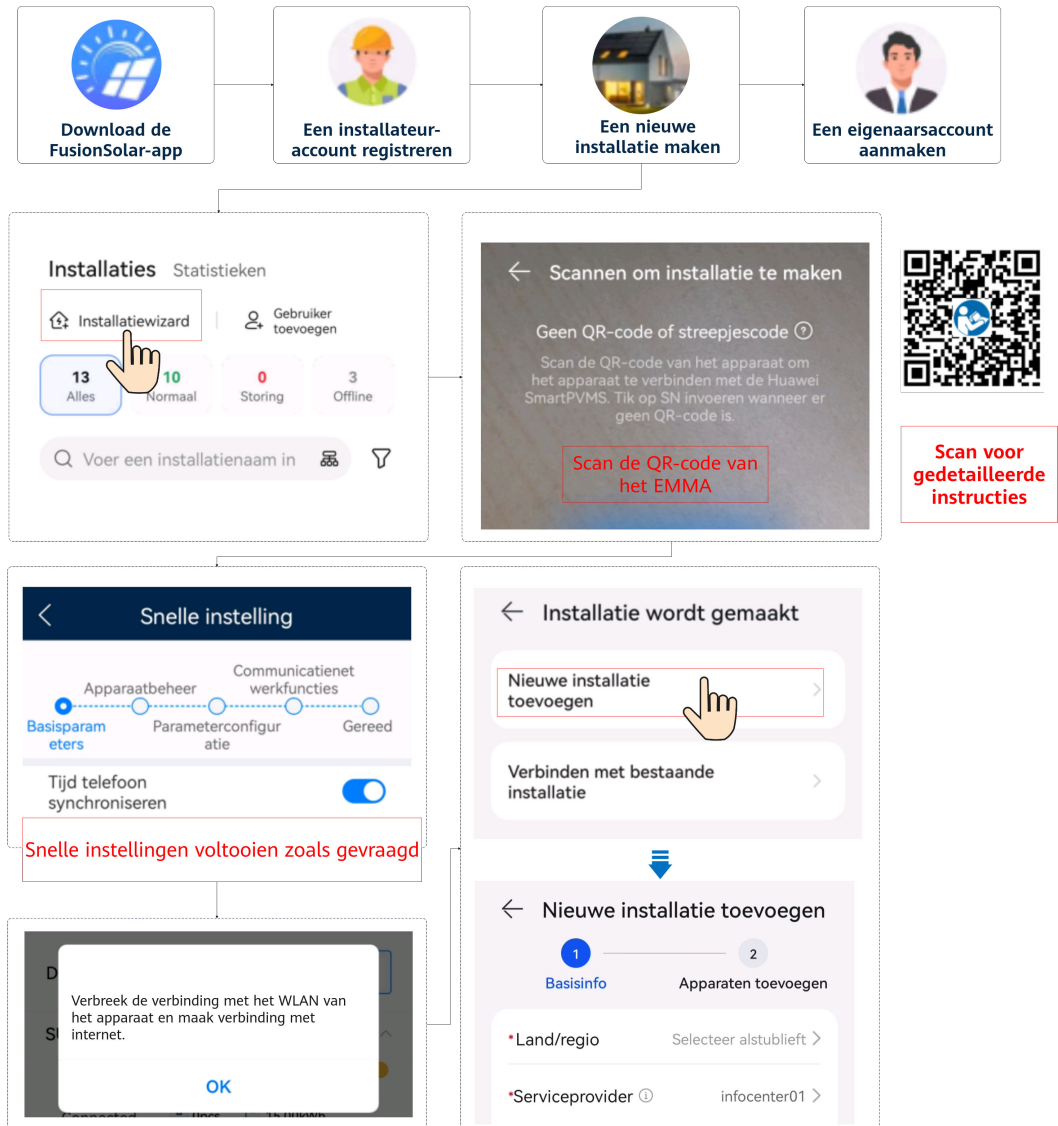 Download de
FusionSolar-app
Een installateur-
account registreren
Een nieuwe
installatie maken
Een eigenaarsaccount
aanmaken
Installaties Statistieken
Installatiewizard
Gebruiker
toevoegen
13
Alles
10
Normaal
0
Storing
3
Offline
Voer een installatienaam in
Scannen om installatie te maken
Geen QR-code of streepjescode ?
Scan de QR-code van het apparaat om
het apparaat te verbinden met de Huawei
SmartPVMS. Tik op SN invoeren wanneer er
geen QR-code is.
Scan de QR-code van
het EMMA
Scan voor
gedetailleerde
instructies
Snelle instelling
Basisparam
eters
Apparaatbeheer
Parameterconfigur
atie
Communicatienet
werkfuncties
Gereed
Tijd telefoon
synchroniseren
Snelle instellingen voltooien zoals gevraagd
Verbreek de verbinding met het WLAN van
het apparaat en maak verbinding met
internet.
OK
Installatie wordt gemaakt
Nieuwe installatie
toevoegen
Verbinden met bestaande
installatie
Nieuwe installatie toevoegen
1
Basisinfo
2
Apparaten toevoegen
*Land/regio Selecteer alstublieft
*Serviceprovider infocenter01